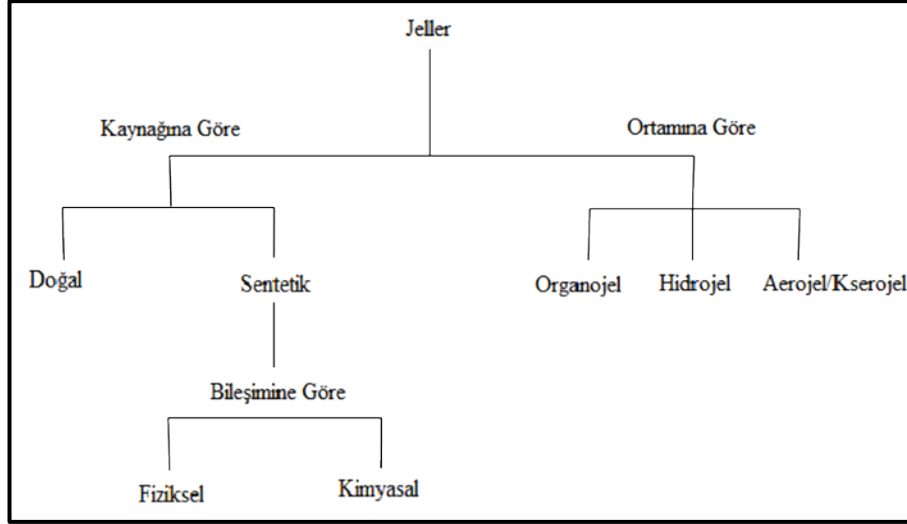 Jeller
Kaynağına Göre
Ortamına Göre
Doğal
Sentetik
Organojel
Hidrojel
Aerojel/Kserojel
Bileşimine Göre
Fiziksel
Kimyasal